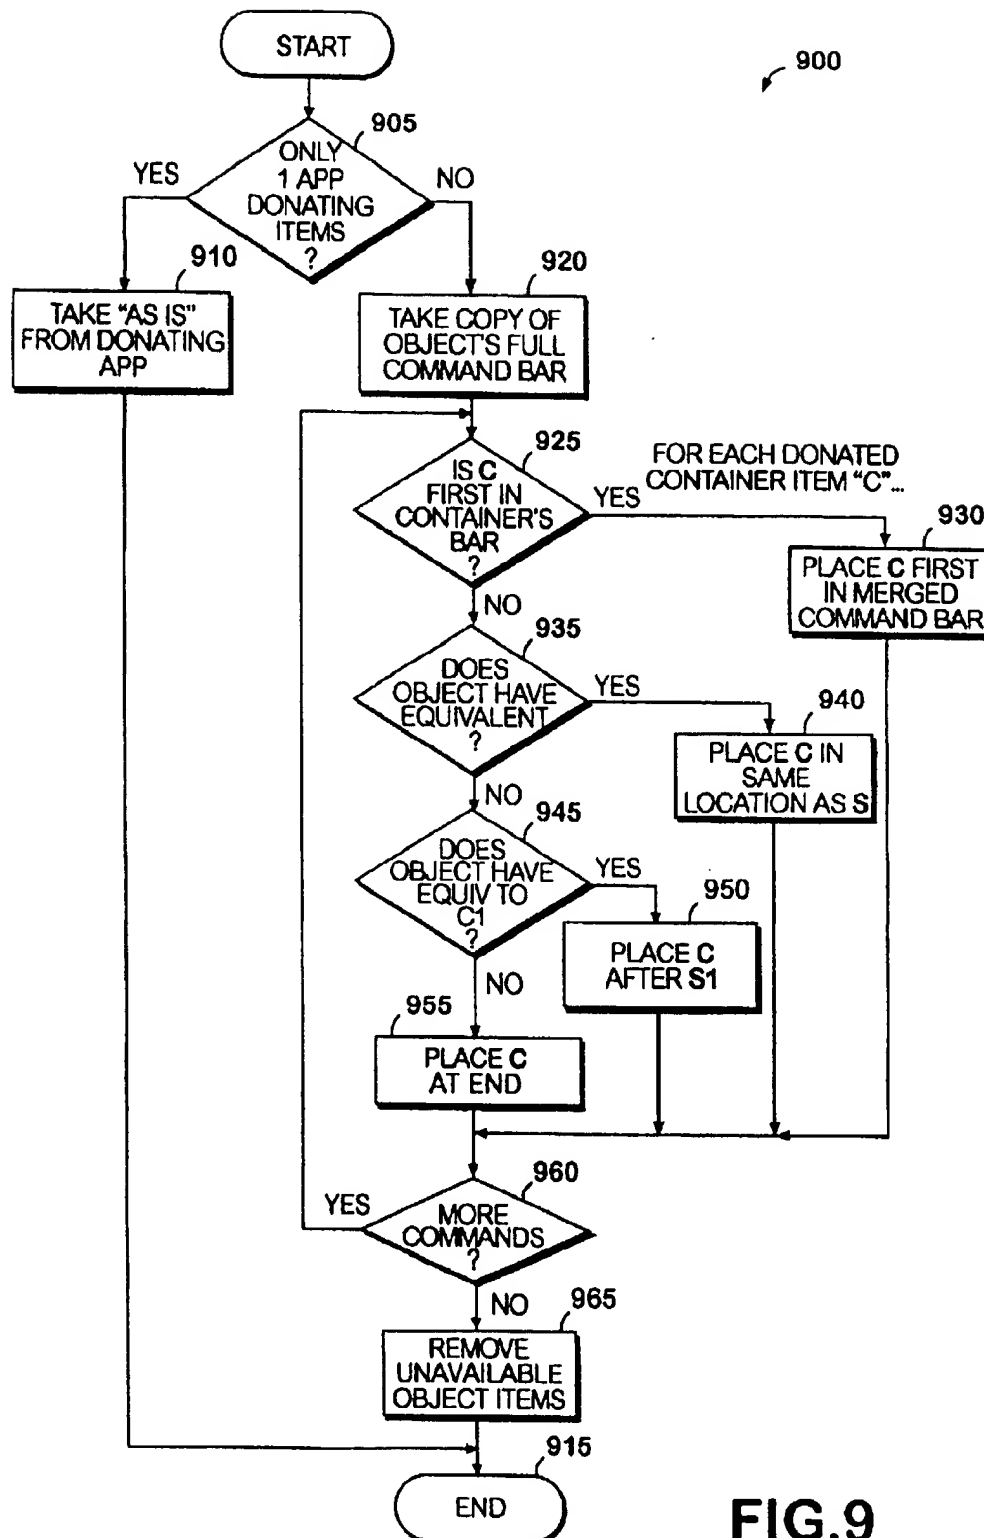 START
900
905
ONLY
1 APP
DONATING
ITEMS
?
YES
NO
910
TAKE "AS IS"
FROM DONATING
APP
920
TAKE COPY OF
OBJECT'S FULL
COMMAND BAR
925
IS C
FIRST IN
CONTAINER'S
BAR
?
YES
FOR EACH DONATED
CONTAINER ITEM "C"...
930
PLACE C FIRST
IN MERGED
COMMAND BAR
NO
935
DOES
OBJECT HAVE
EQUIVALENT
?
YES
940
PLACE C IN
SAME
LOCATION AS S
NO
945
DOES
OBJECT HAVE
EQUIV TO
C1
?
YES
950
PLACE C
AFTER S1
NO
955
PLACE C
AT END
960
MORE
COMMANDS
?
YES
NO
965
REMOVE
UNAVAILABLE
OBJECT ITEMS
915
END
FIG.9